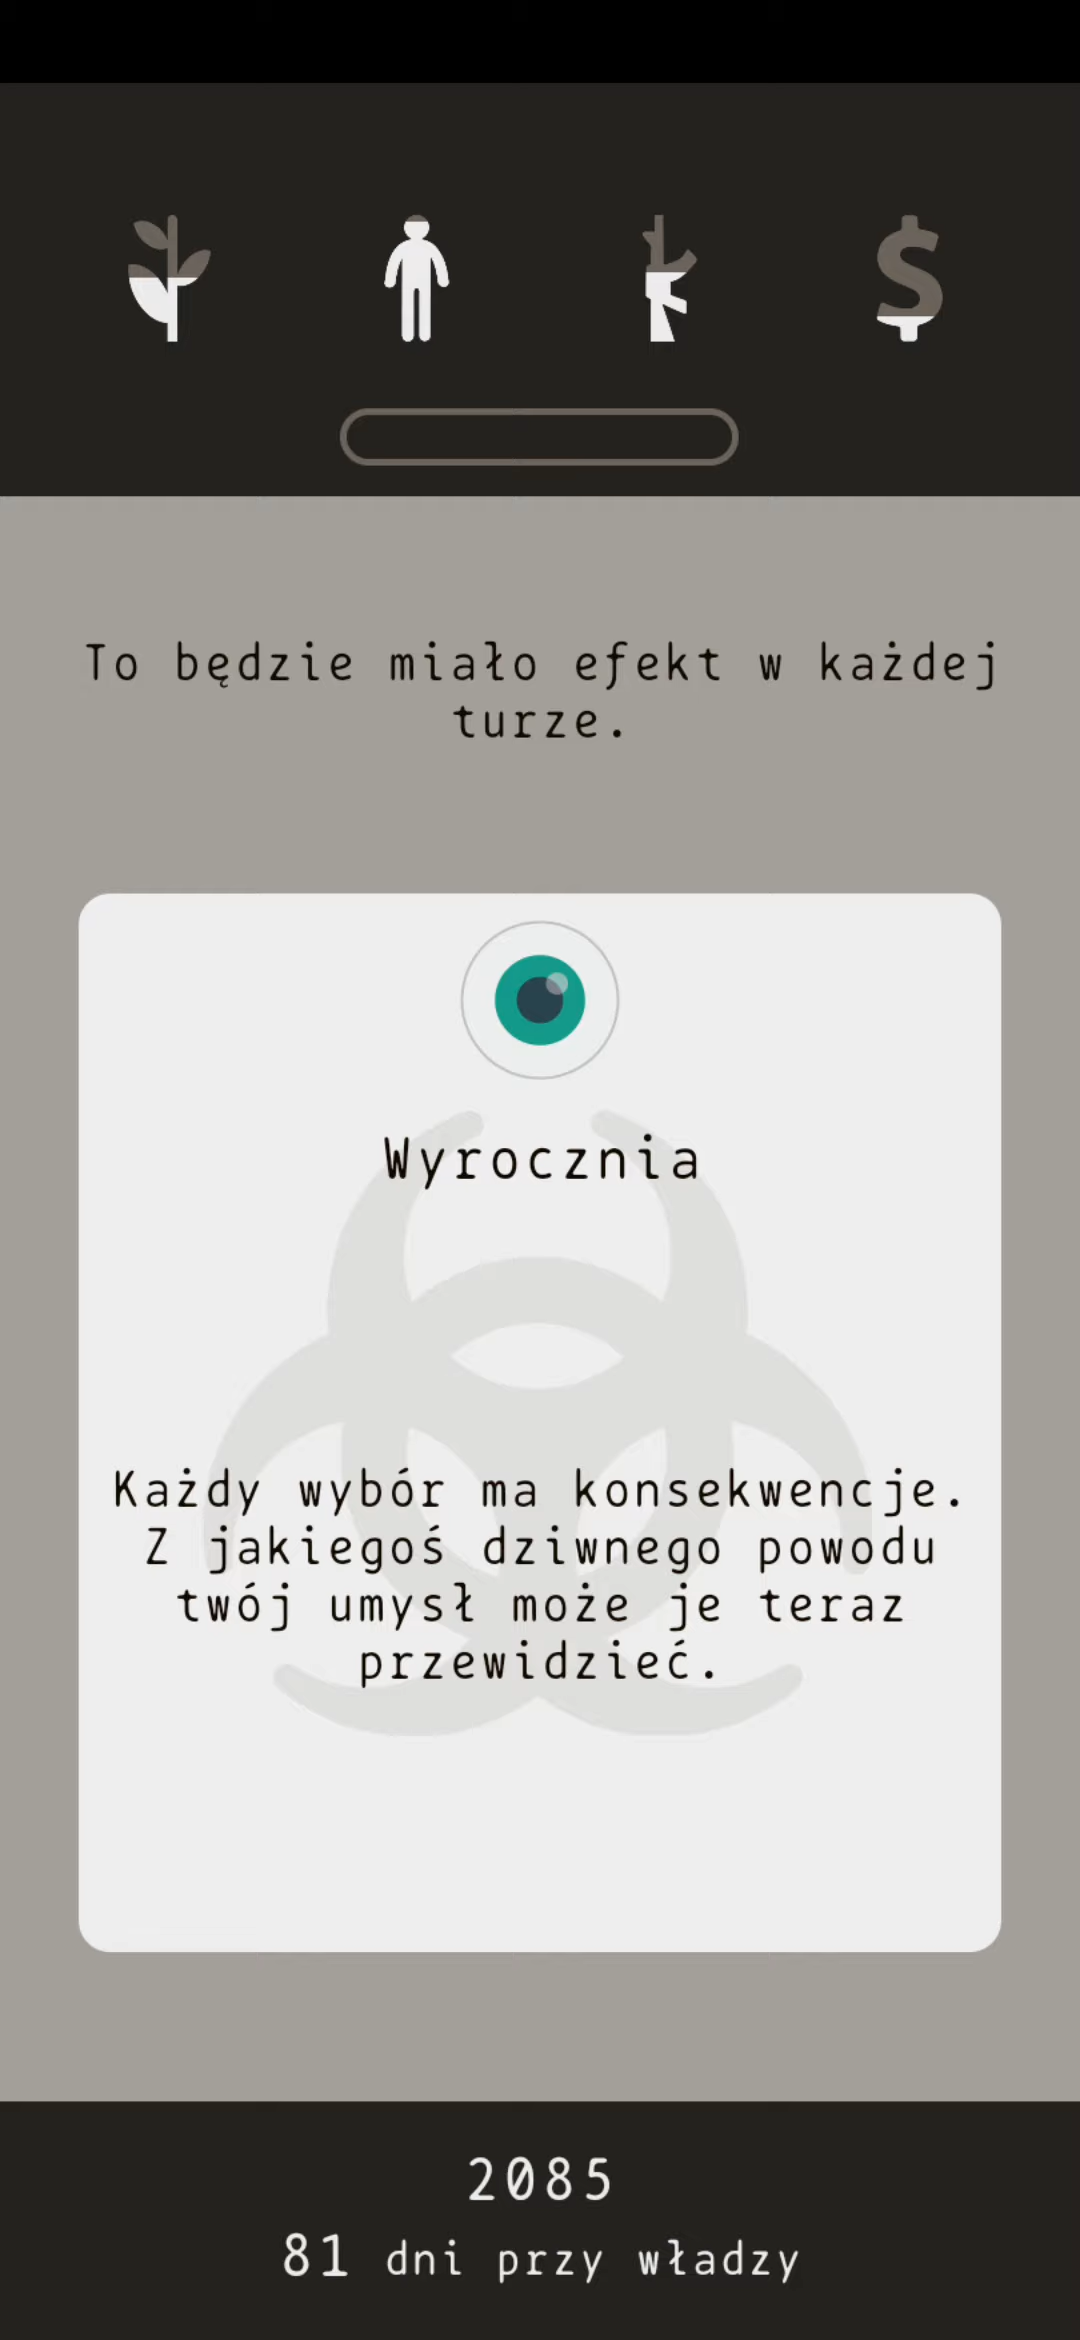 To będzie miało efekt w każdej
turze.
Wyrocznia
Każdy wybór ma konsekwencje.
Z jakiegoś dziwnego powodu
twój umysł może je teraz
przewidzieć.
2085
81 dni przy władzy